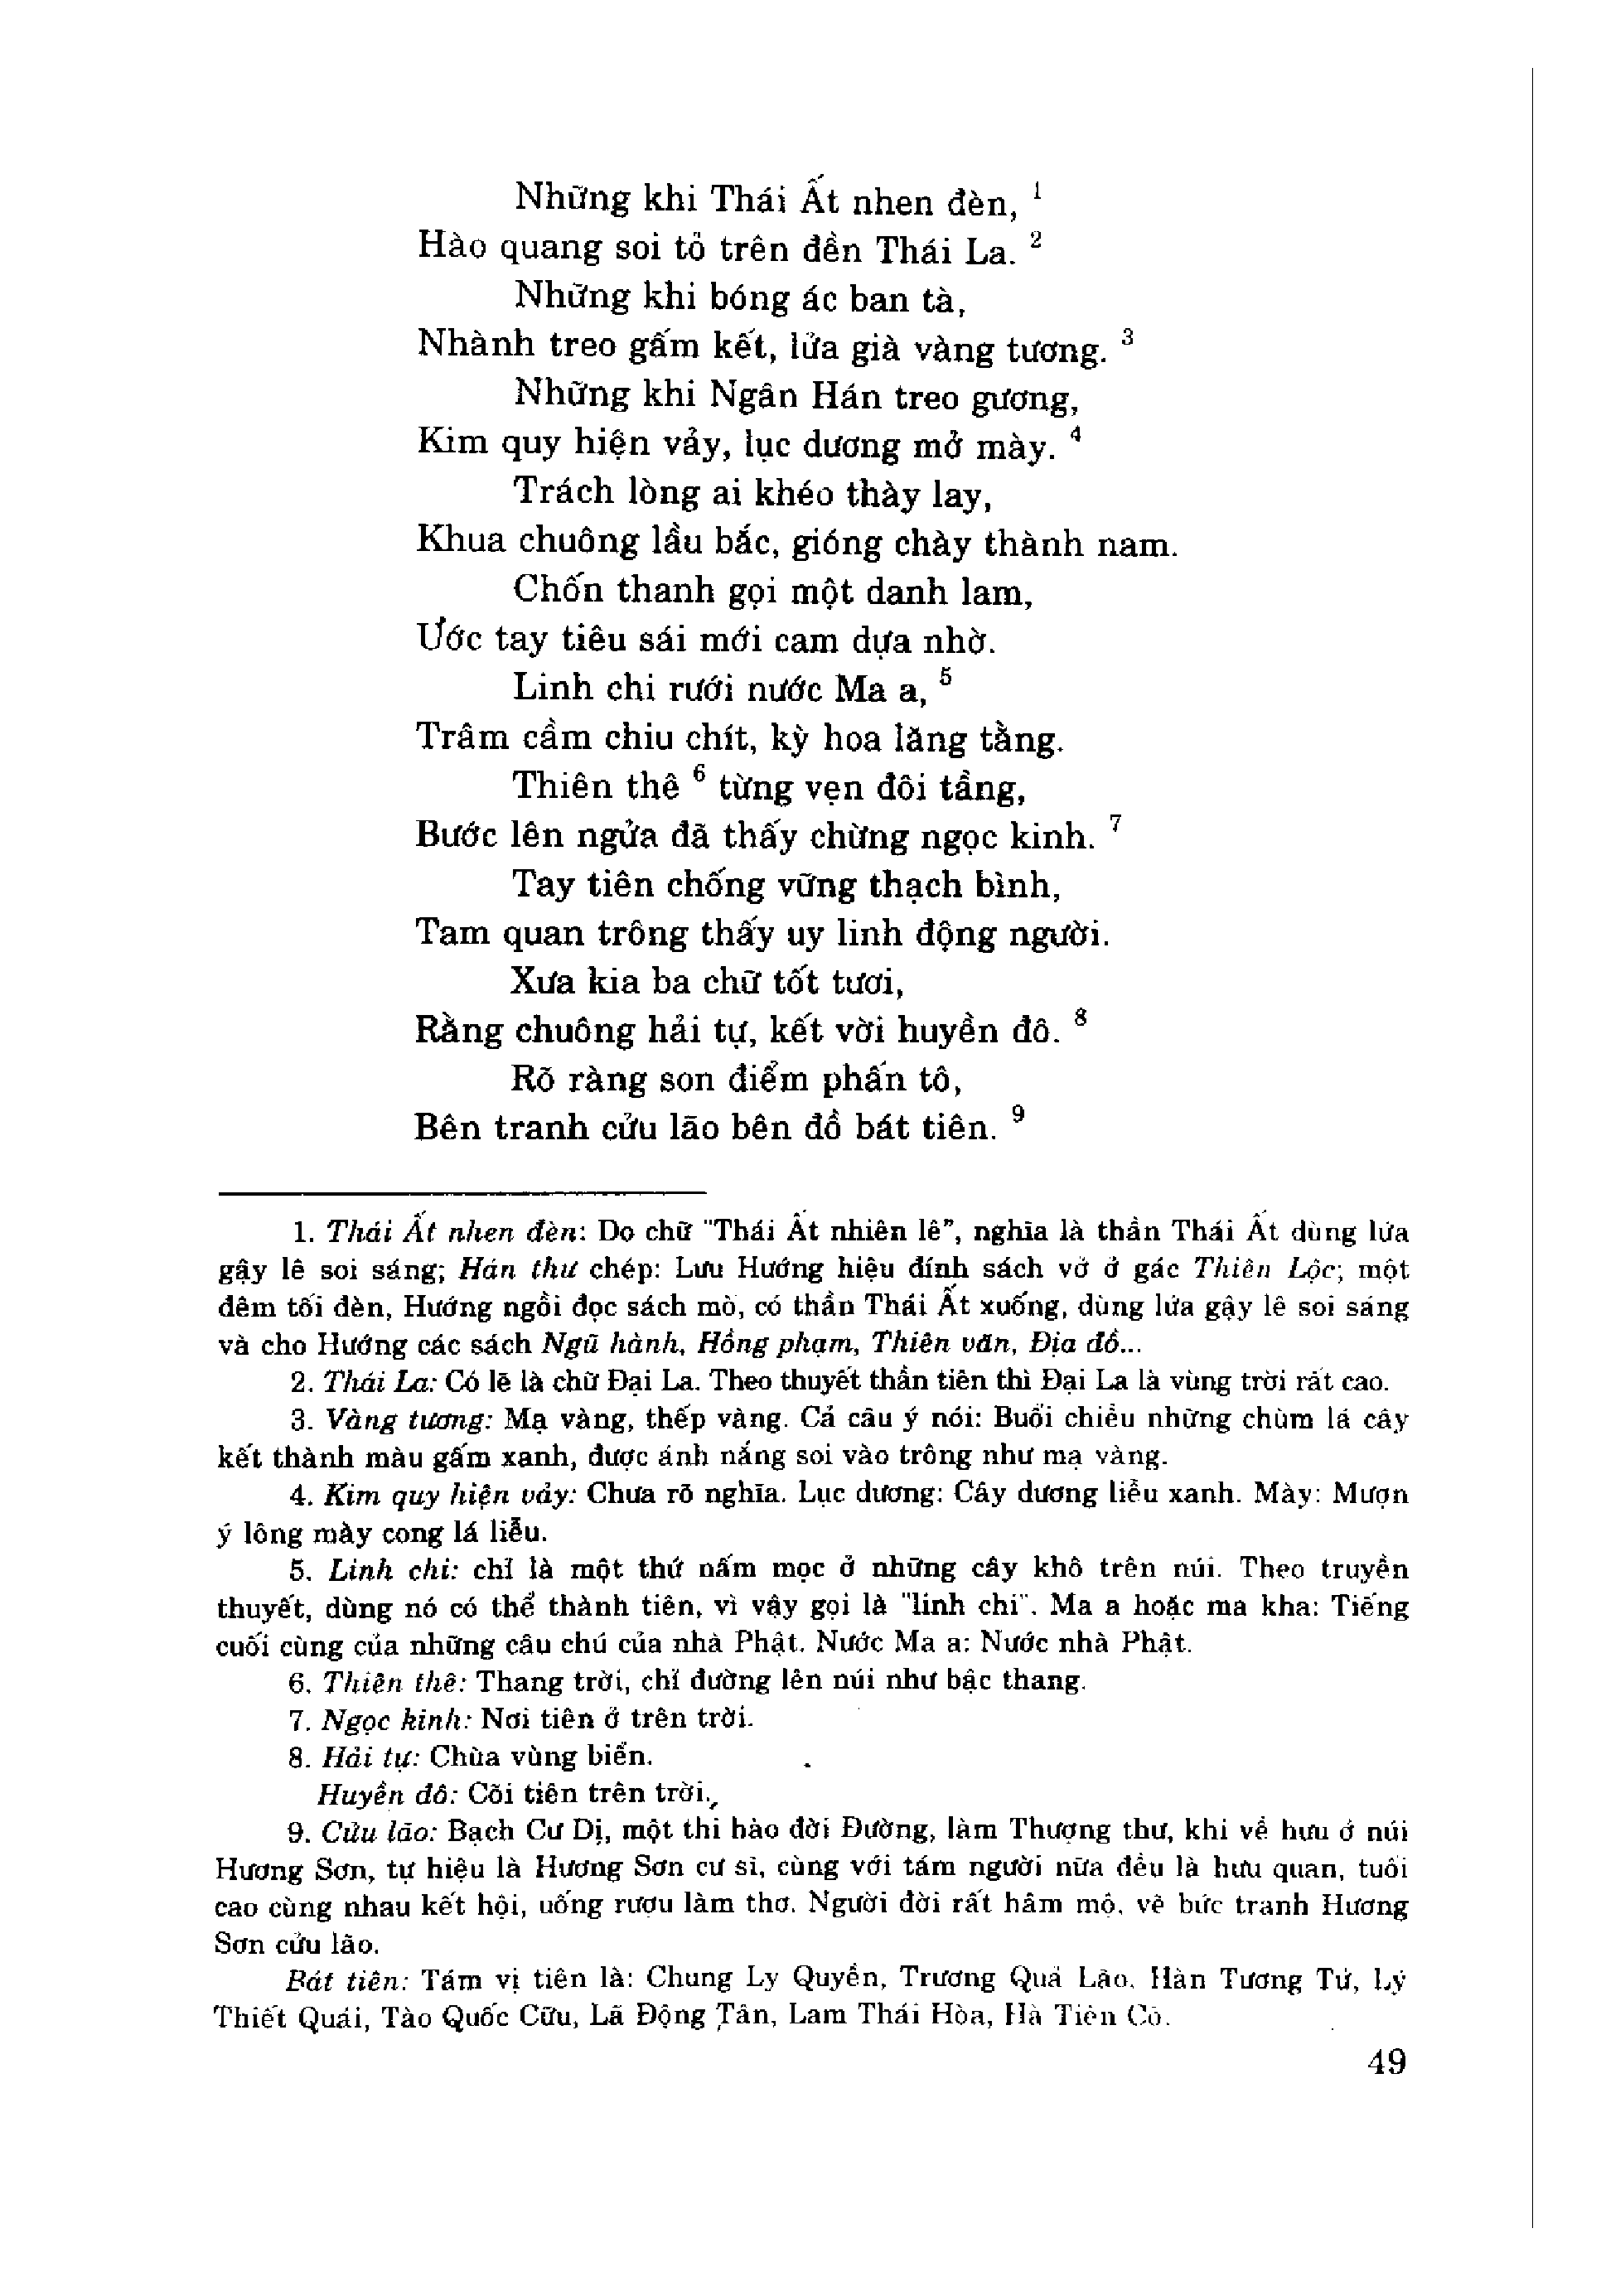 Những khi Thái Ất nhen đèn, 1
Hào quang soi tỏ trên đền Thái La. 2
Những khi bóng ác ban tà,
Nhành treo gấm kết, lửa già vàng tương. 3
Những khi Ngân Hán treo gương,
Kim quy hiện vảy, lục dương mở mày. 4
Trách lòng ai khéo thày lay,
Khua chuông lầu bắc, gióng chày thành nam.
Chốn thanh gọi một danh lam,
Ước tay tiêu sái mới cam dựa nhờ.
Linh chi rưới nước Ma a, 5
Trâm cầm chiu chít, kỳ hoa lăng tằng.
Thiên thê 6 từng vẹn đôi tầng,
Bước lên ngửa đã thấy chừng ngọc kinh. 7
Tay tiên chống vững thạch bình,
Tam quan trông thấy uy linh động người.
Xưa kia ba chữ tốt tươi,
Rằng chuông hải tự, kết vời huyền đô. 8
Rõ ràng son điểm phấn tô,
Bên tranh cửu lão bên đồ bát tiên. 9
1. Thái Ất nhen đèn: Do chữ "Thái Ất nhiên lê", nghĩa là thần Thái Ất dùng lửa
gậy lê soi sáng; Hán thư chép: Lưu Hướng hiệu đính sách vở ở gác Thiên Lộc; một
đêm tối đèn, Hướng ngồi đọc sách mò, có thần Thái Ất xuống, dùng lửa gậy lê soi sáng
và cho Hướng các sách Ngũ hành, Hồng phạm, Thiên văn, Địa đồ...
2. Thái La: Có lẽ là chữ Đại La. Theo thuyết thần tiên thì Đại La là vùng trời rất cao.
3. Vàng tương: Mạ vàng, thếp vàng. Cả câu ý nói: Buổi chiều những chùm lá cây
kết thành màu gấm xanh, được ánh nắng soi vào trông như mạ vàng.
4. Kim quy hiện vảy: Chưa rõ nghĩa. Lục dương: Cây dương liễu xanh. Mày: Mượn
ý lông mày cong lá liễu.
5. Linh chi: chỉ là một thứ nấm mọc ở những cây khô trên núi. Theo truyền
thuyết, dùng nó có thể thành tiên, vì vậy gọi là "linh chi". Ma a hoặc ma kha: Tiếng
cuối cùng của những câu chú của nhà Phật. Nước Ma a: Nước nhà Phật.
6. Thiên thê: Thang trời, chỉ đường lên núi như bậc thang.
7. Ngọc kinh: Nơi tiên ở trên trời.
8. Hải tự: Chùa vùng biển.
Huyền đô: Cõi tiên trên trời.
9. Cửu lão: Bạch Cư Dị, một thi hào đời Đường, làm Thượng thư, khi về hưu ở núi
Hương Sơn, tự hiệu là Hương Sơn cư sĩ, cùng với tám người nữa đều là hưu quan, tuổi
cao cùng nhau kết hội, uống rượu làm thơ. Người đời rất hâm mộ, vẽ bức tranh Hương
Sơn cửu lão.
Bát tiên: Tám vị tiên là: Chung Ly Quyền, Trương Quả Lão, Hàn Tương Tử, Lý
Thiết Quái, Tào Quốc Cữu, Lã Động Tân, Lam Thái Hòa, Hà Tiên Cô.
49